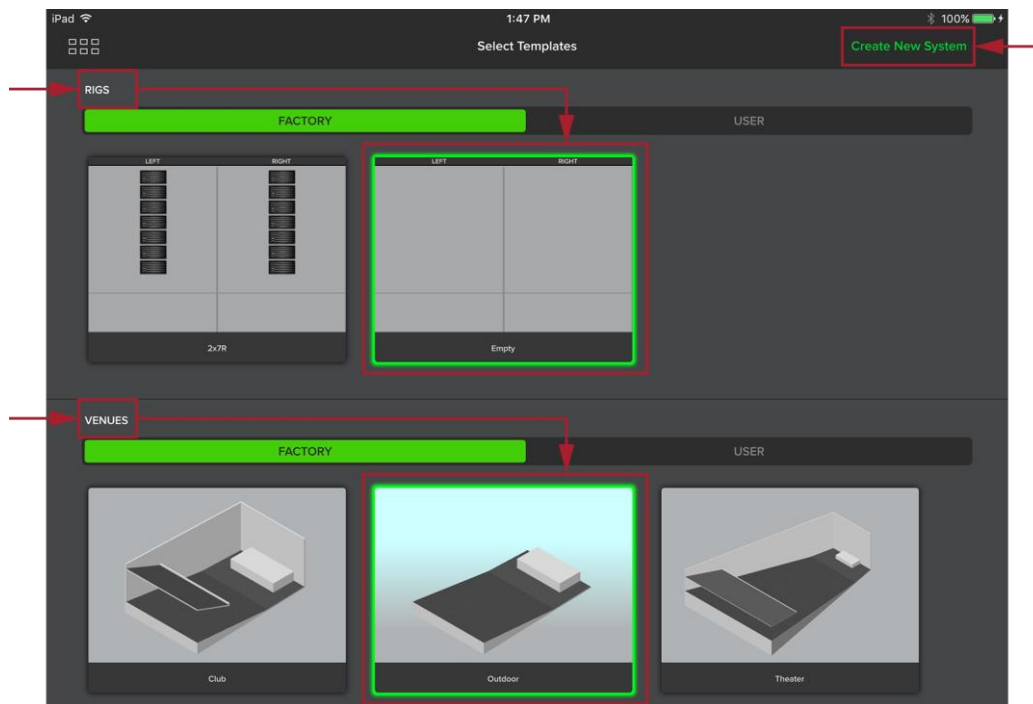 iPad 1:47 PM 100%
Select Templates Create New System
RIGS
FACTORY USER
LEFT RIGHT LEFT RIGHT
2x7R Empty
VENUES
FACTORY USER
Club Outdoor Theater